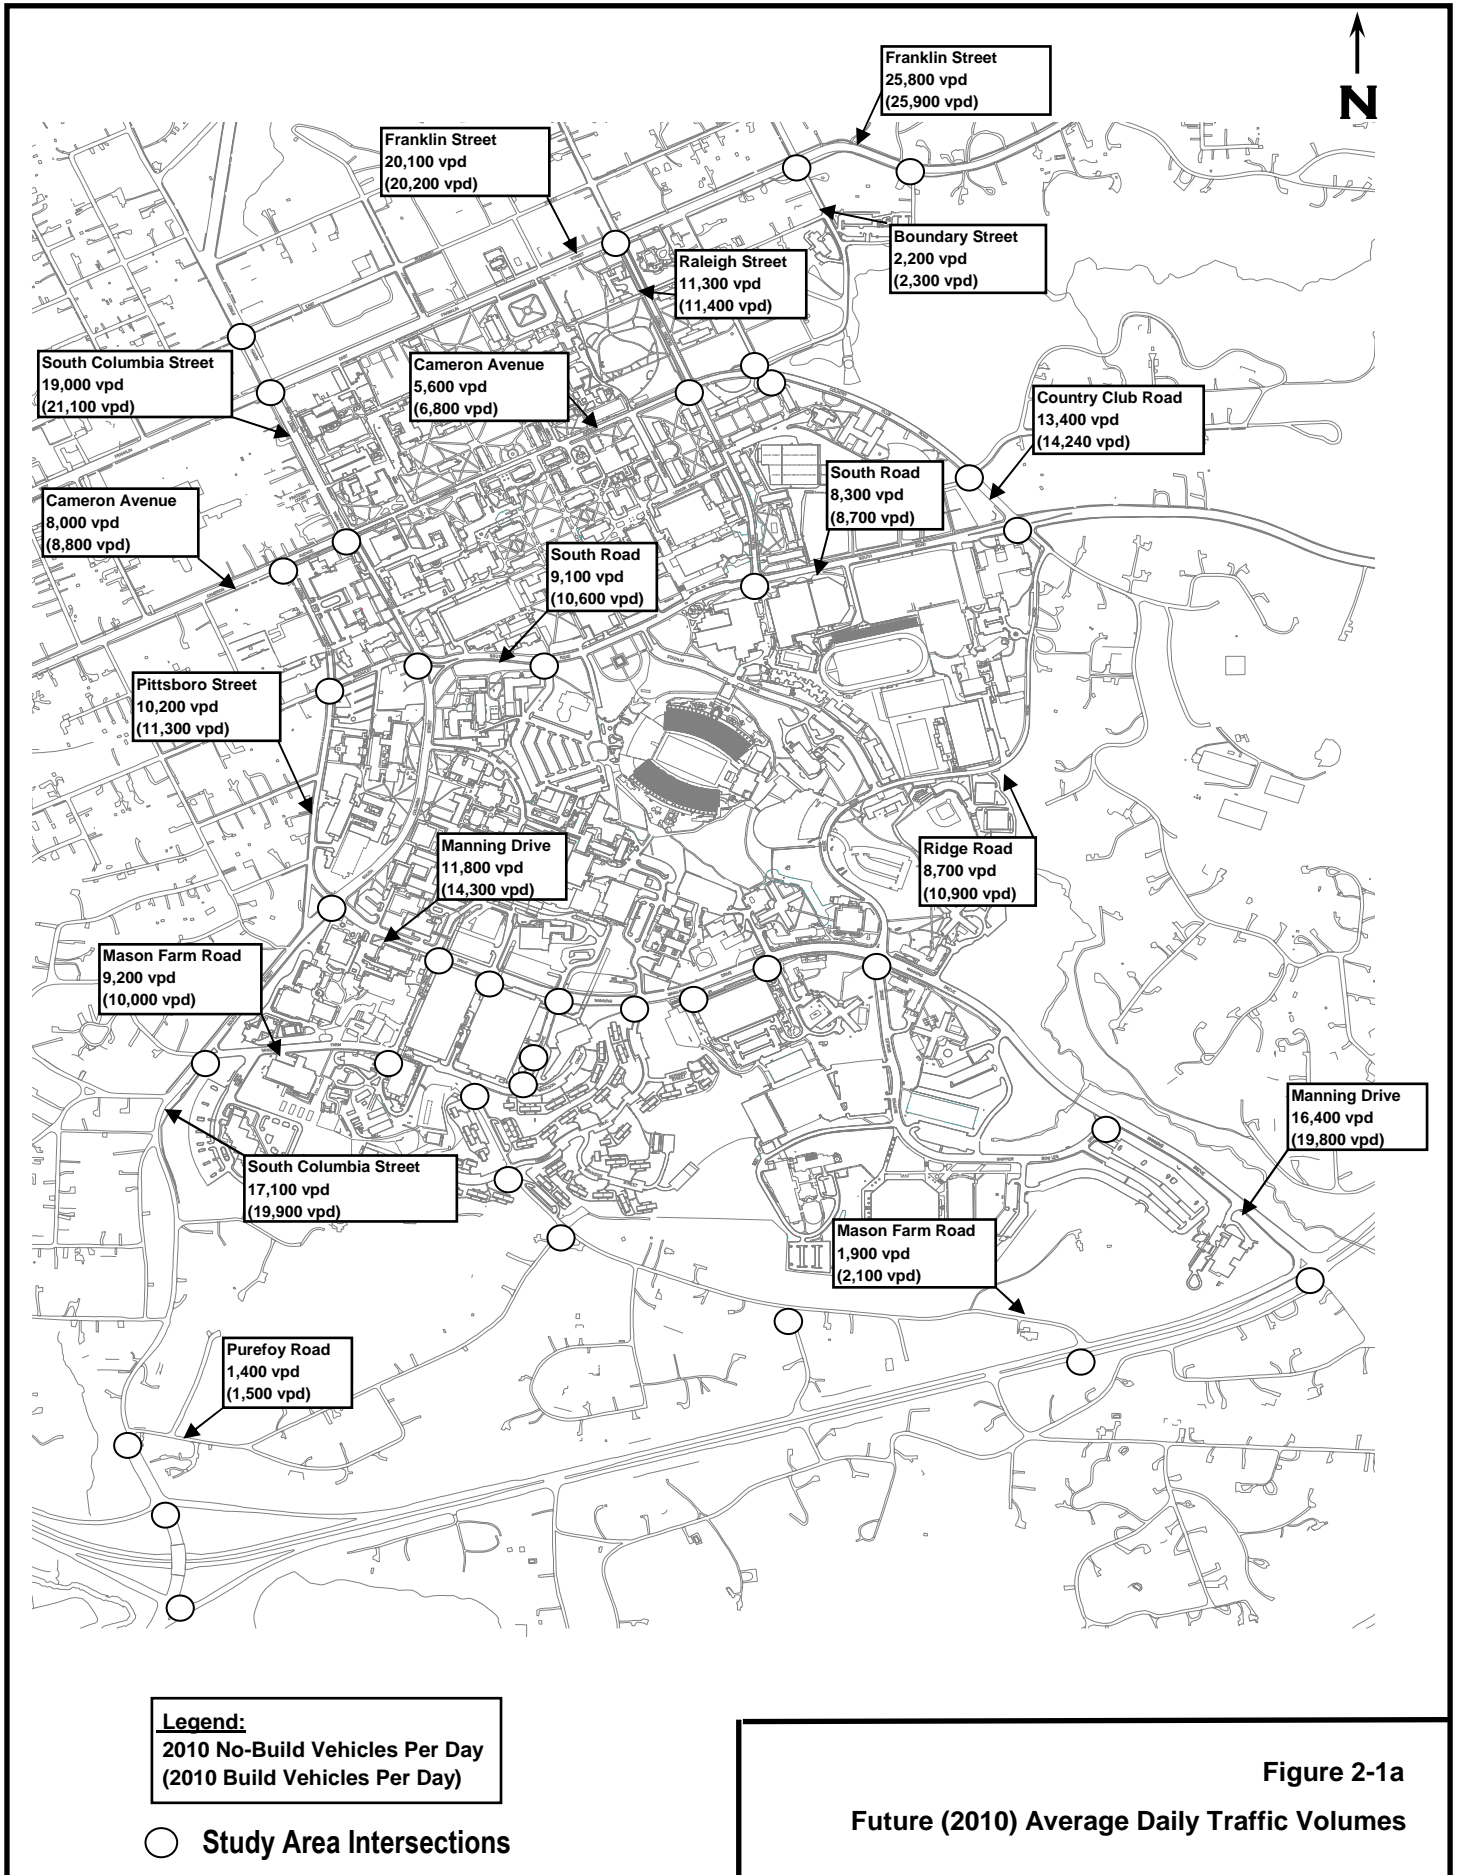 N
Franklin Street
25,800 vpd
(25,900 vpd)
Franklin Street
20,100 vpd
(20,200 vpd)
Boundary Street
2,200 vpd
(2,300 vpd)
Raleigh Street
11,300 vpd
(11,400 vpd)
South Columbia Street
19,000 vpd
(21,100 vpd)
Cameron Avenue
5,600 vpd
(6,800 vpd)
Country Club Road
13,400 vpd
(14,240 vpd)
South Road
8,300 vpd
(8,700 vpd)
Cameron Avenue
8,000 vpd
(8,800 vpd)
South Road
9,100 vpd
(10,600 vpd)
Pittsboro Street
10,200 vpd
(11,300 vpd)
Manning Drive
11,800 vpd
(14,300 vpd)
Ridge Road
8,700 vpd
(10,900 vpd)
Mason Farm Road
9,200 vpd
(10,000 vpd)
Manning Drive
16,400 vpd
(19,800 vpd)
South Columbia Street
17,100 vpd
(19,900 vpd)
Mason Farm Road
1,900 vpd
(2,100 vpd)
Purefoy Road
1,400 vpd
(1,500 vpd)
Legend:
2010 No-Build Vehicles Per Day
(2010 Build Vehicles Per Day)
Study Area Intersections
Figure 2-1a
Future (2010) Average Daily Traffic Volumes